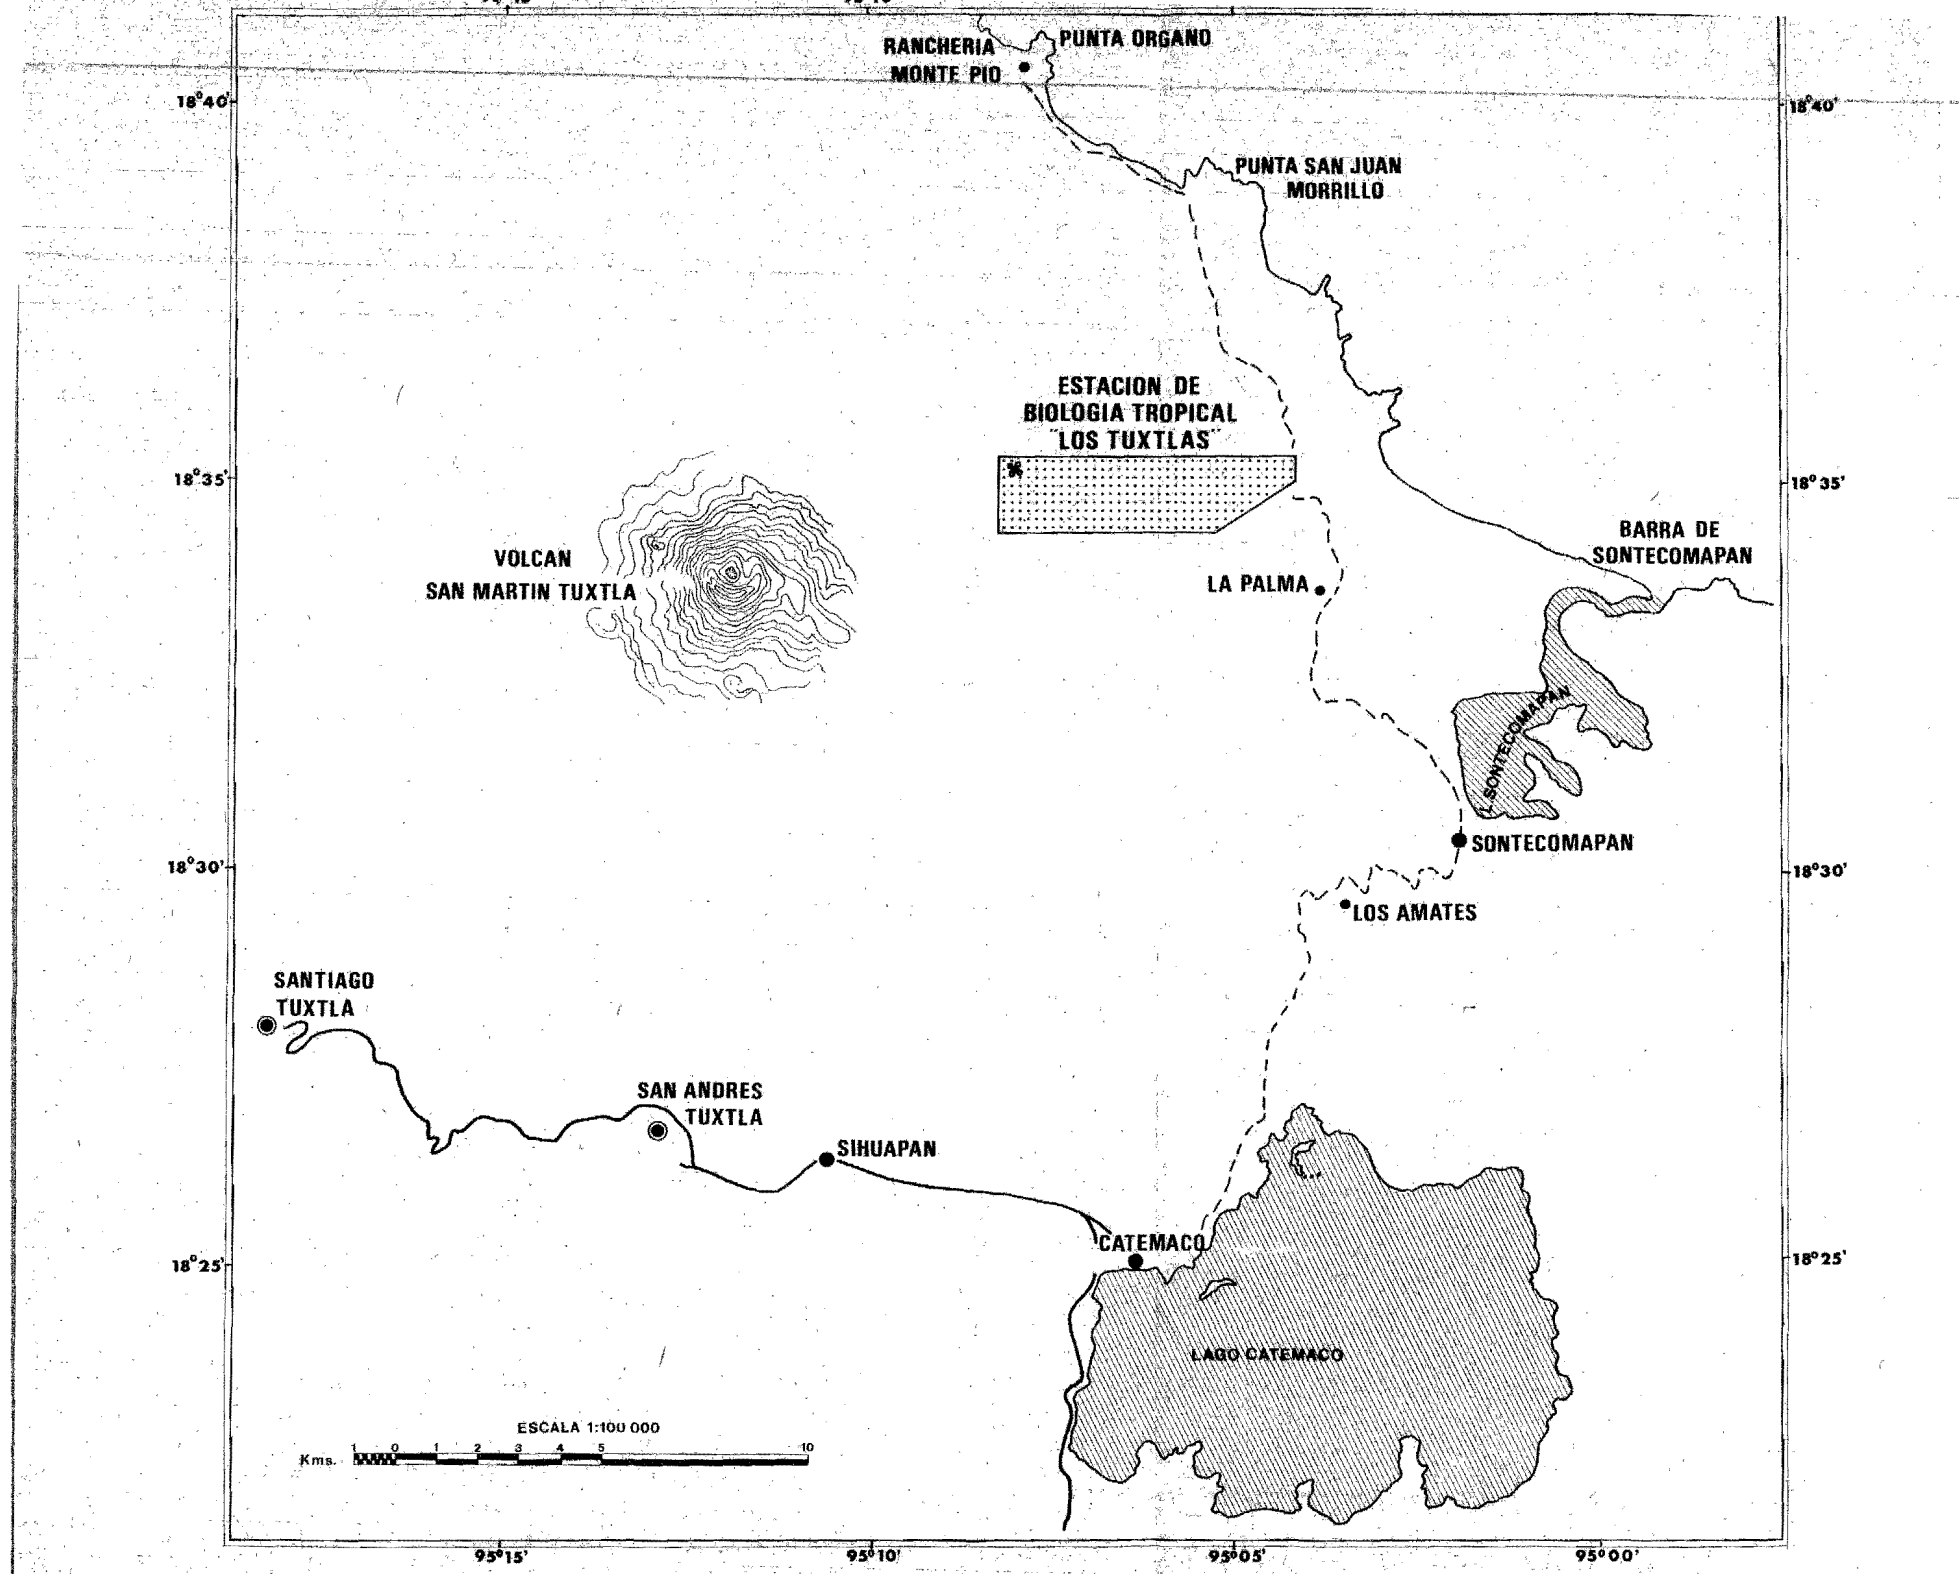 RANCHERIA
MONTE PIO
PUNTA ORGANO
18°40'
18°40'
PUNTA SAN JUAN
MORRILLO
ESTACION DE
BIOLOGIA TROPICAL
"LOS TUXTLAS"
18°35'
18°35'
BARRA DE
SONTECOMAPAN
VOLCAN
SAN MARTIN TUXTLA
LA PALMA
L. SONTECOMAPAN
SONTECOMAPAN
18°30'
18°30'
LOS AMATES
SANTIAGO
TUXTLA
SAN ANDRES
TUXTLA
SIHUAPAN
CATEMACO
18°25'
18°25'
LAGO CATEMACO
ESCALA 1:100 000
Kms. 1 0 1 2 3 4 5 10
95°15' 95°10' 95°05' 95°00'